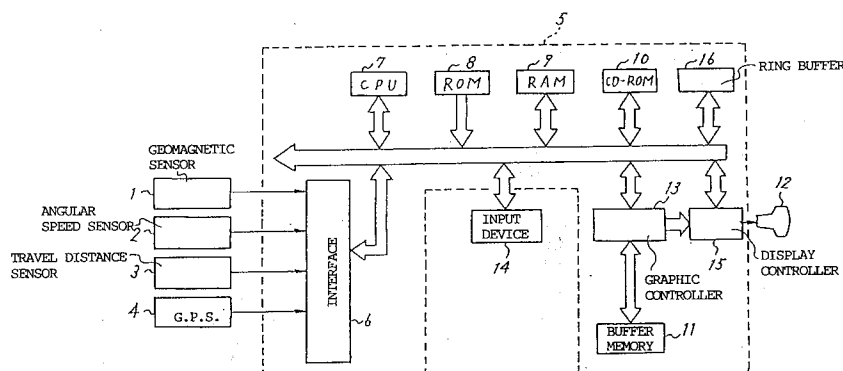 5
7
8
9
10
16
CPU
ROM
RAM
CD-ROM
RING BUFFER
GEOMAGNETIC
SENSOR
1
ANGULAR
SPEED SENSOR
2
TRAVEL DISTANCE
SENSOR
3
4
G.P.S.
INTERFACE
6
INPUT
DEVICE
14
13
12
15
DISPLAY
CONTROLLER
GRAPHIC
CONTROLLER
BUFFER
MEMORY
11